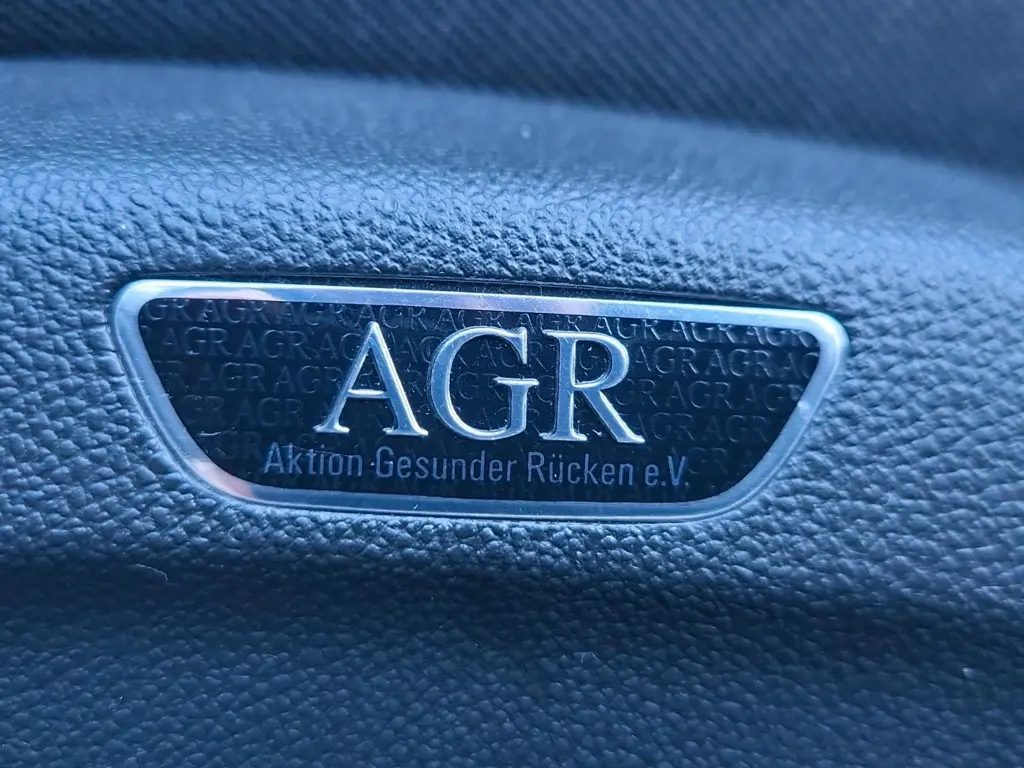 AGR
Aktion Gesunder Rücken e.V.